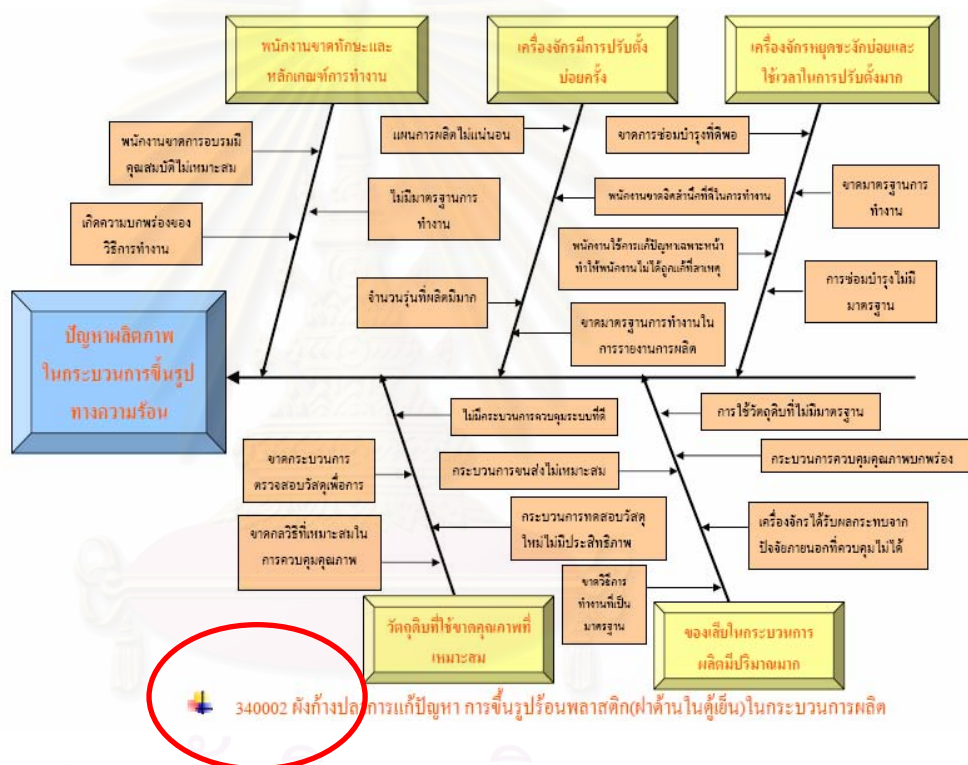 พนักงานขาดทักษะและ
หลักเกณฑ์การทำงาน
เครื่องจักรมีการปรับตั้ง
บ่อยครั้ง
เครื่องจักรหยุดชะงักบ่อยและ
ใช้เวลาในการปรับตั้งมาก
พนักงานขาดการอบรมมี
คุณสมบัติไม่เหมาะสม
เกิดความบกพร่องของ
วิธีการทำงาน
ไม่มีมาตรฐานการ
ทำงาน
แผนการผลิตไม่แน่นอน
จำนวนรุ่นที่ผลิตมีมาก
พนักงานขาดจิตสำนึกที่ดีในการทำงาน
ขาดมาตรฐานการทำงานใน
การรายงานการผลิต
ขาดการซ่อมบำรุงที่ดีพอ
พนักงานใช้การแก้ปัญหาเฉพาะหน้า
ทำให้พนักงานไม่ได้ถูกแก้ที่สาเหตุ
ขาดมาตรฐานการ
ทำงาน
การซ่อมบำรุงไม่มี
มาตรฐาน
ปัญหาผลิตภาพ
ในกระบวนการขึ้นรูป
ทางความร้อน
ไม่มีกระบวนการควบคุมระบบที่ดี
ขาดกระบวนการ
ตรวจสอบวัสดุเพื่อการ
ขาดกลวิธีที่เหมาะสมใน
การควบคุมคุณภาพ
กระบวนการทดสอบวัสดุ
ใหม่ไม่มีประสิทธิภาพ
กระบวนการขนส่งไม่เหมาะสม
ขาดวิธีการ
ทำงานที่เป็น
มาตรฐาน
การใช้วัตถุดิบที่ไม่มีมาตรฐาน
กระบวนการควบคุมคุณภาพบกพร่อง
เครื่องจักรได้รับผลกระทบจาก
ปัจจัยภายนอกที่ควบคุมไม่ได้
วัตถุดิบที่ใช้ขาดคุณภาพที่
เหมาะสม
ของเสียในกระบวนการ
ผลิตมีปริมาณมาก
340002 ผังก้างปลาการแก้ปัญหา การขึ้นรูปร้อนพลาสติก(ฝาด้านในตู้เย็น)ในกระบวนการผลิต